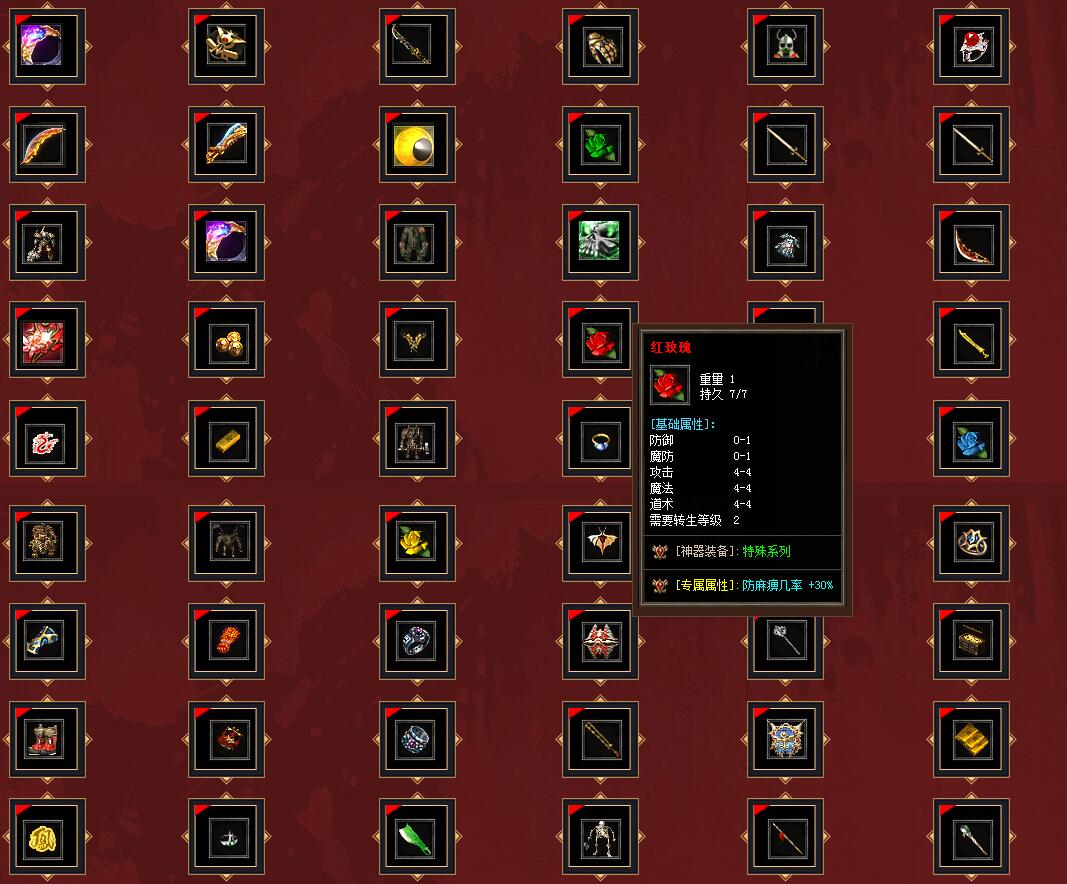 红玫瑰
重量 1
持久 7/7
[基础属性]:
防御 0-1
魔防 0-1
攻击 4-4
魔法 4-4
道术 4-4
需要转生等级 2
[神器装备]:特殊系列
[专属属性]:防麻痹几率 +30%